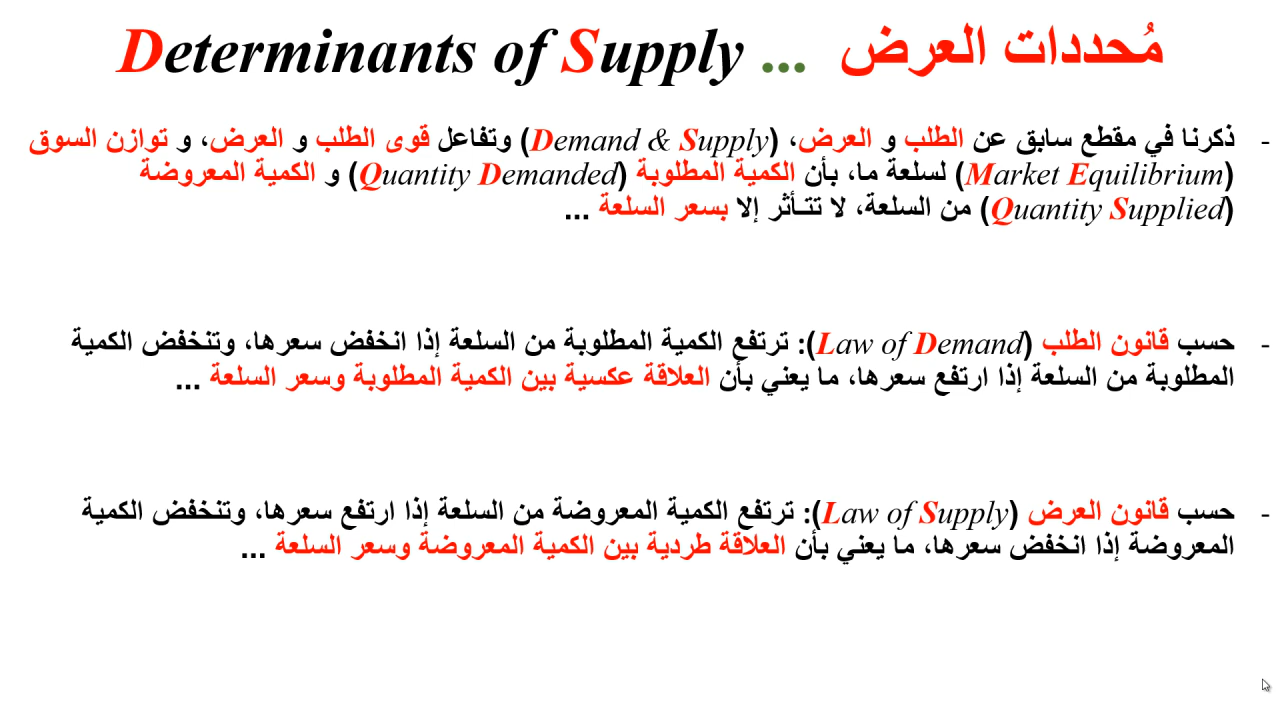 مُحددات العرض ... Determinants of Supply
- ذكرنا في مقطع سابق عن الطلب و العرض، (Demand & Supply) وتفاعل قوى الطلب و العرض، و توازن السوق
(Market Equilibrium) لسلعة ما، بأن الكمية المطلوبة (Quantity Demanded) و الكمية المعروضة
(Quantity Supplied) من السلعة، لا تتـأثر إلا بسعر السلعة ...
- حسب قانون الطلب (Law of Demand): ترتفع الكمية المطلوبة من السلعة إذا انخفض سعرها، وتنخفض الكمية
المطلوبة من السلعة إذا ارتفع سعرها، ما يعني بأن العلاقة عكسية بين الكمية المطلوبة وسعر السلعة ...
- حسب قانون العرض (Law of Supply): ترتفع الكمية المعروضة من السلعة إذا ارتفع سعرها، وتنخفض الكمية
المعروضة إذا انخفض سعرها، ما يعني بأن العلاقة طردية بين الكمية المعروضة وسعر السلعة ...